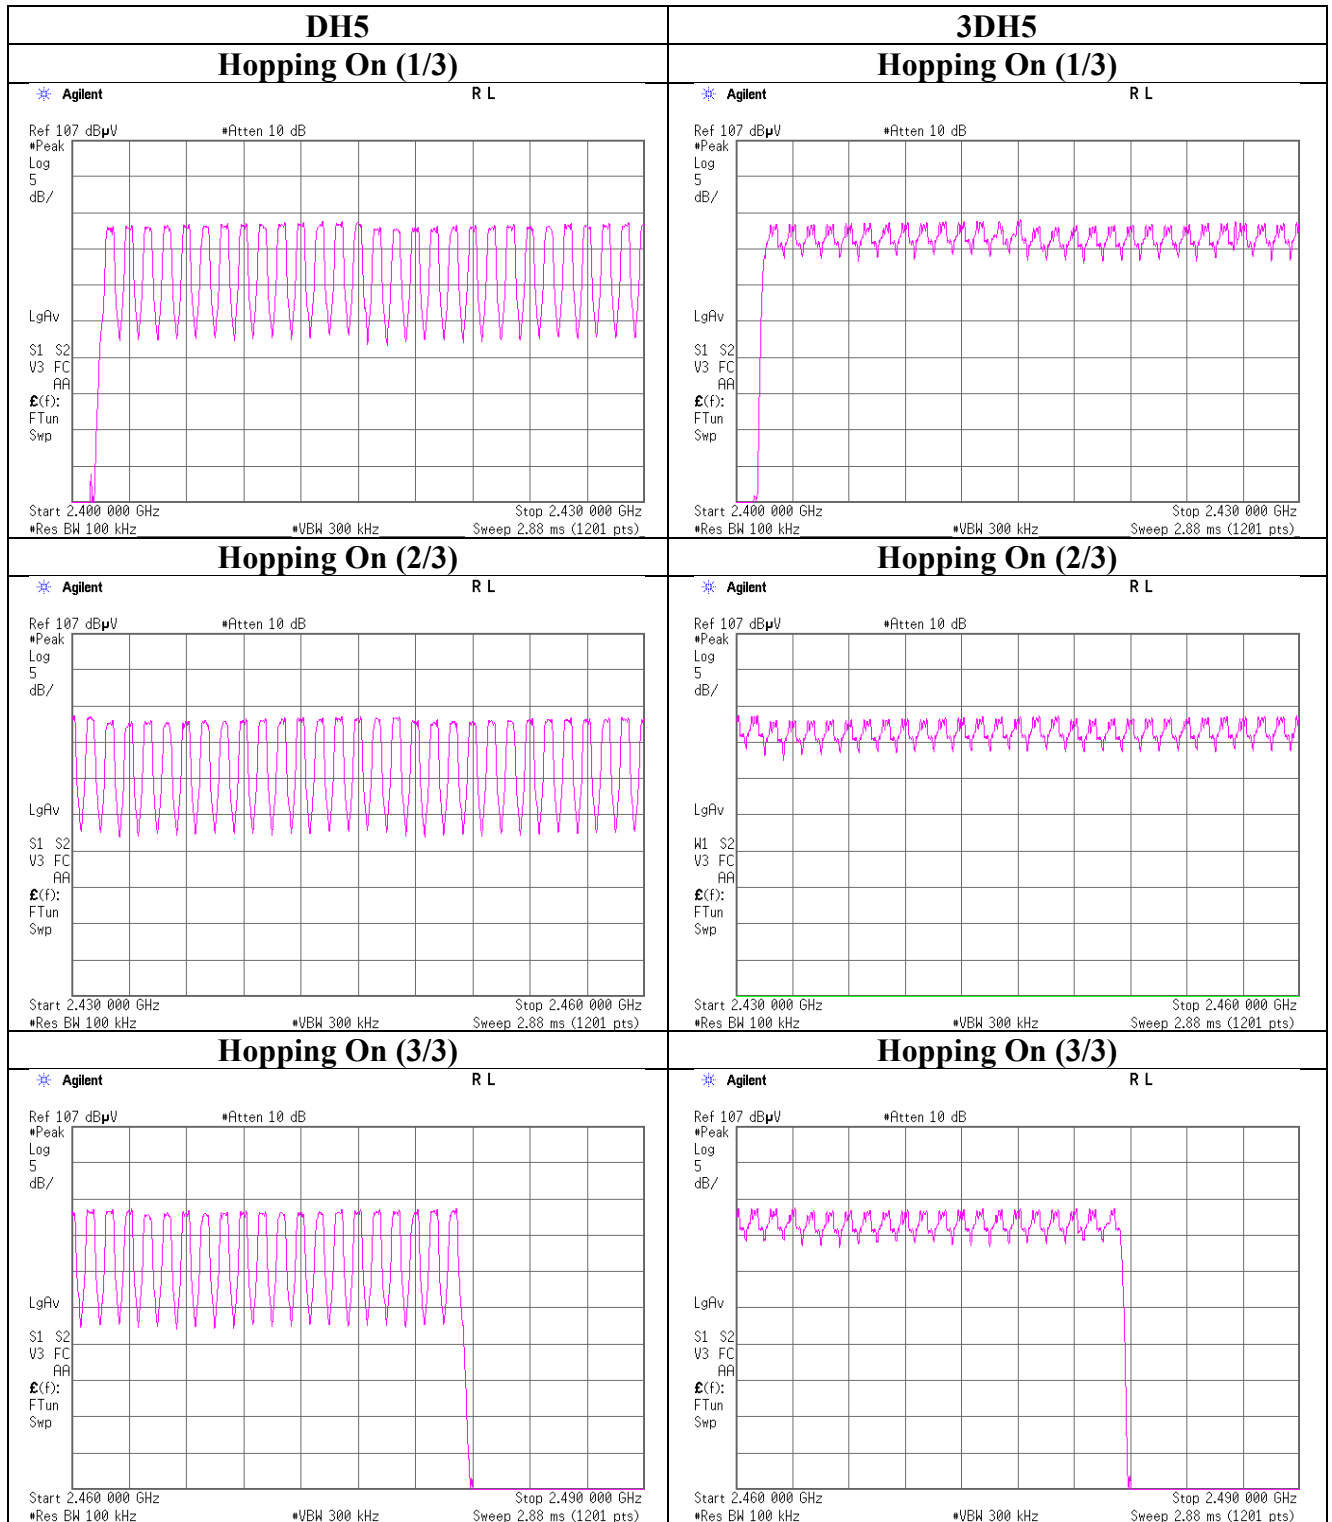 DH5 3DH5
Hopping On (1/3) Hopping On (1/3)
Agilent R L
Ref 107 dBµV #Atten 10 dB
#Peak
Log
5
dB/
LgAv
S1 S2
V3 FC
AA
£(f):
FTun
Swp
Start 2.400 000 GHz Stop 2.430 000 GHz
#Res BW 100 kHz #VBW 300 kHz Sweep 2.88 ms (1201 pts)
Agilent R L
Ref 107 dBµV #Atten 10 dB
#Peak
Log
5
dB/
LgAv
S1 S2
V3 FC
AA
£(f):
FTun
Swp
Start 2.400 000 GHz Stop 2.430 000 GHz
#Res BW 100 kHz #VBW 300 kHz Sweep 2.88 ms (1201 pts)
Hopping On (2/3) Hopping On (2/3)
Agilent R L
Ref 107 dBµV #Atten 10 dB
#Peak
Log
5
dB/
LgAv
S1 S2
V3 FC
AA
£(f):
FTun
Swp
Start 2.430 000 GHz Stop 2.460 000 GHz
#Res BW 100 kHz #VBW 300 kHz Sweep 2.88 ms (1201 pts)
Agilent R L
Ref 107 dBµV #Atten 10 dB
#Peak
Log
5
dB/
LgAv
W1 S2
V3 FC
AA
£(f):
FTun
Swp
Start 2.430 000 GHz Stop 2.460 000 GHz
#Res BW 100 kHz #VBW 300 kHz Sweep 2.88 ms (1201 pts)
Hopping On (3/3) Hopping On (3/3)
Agilent R L
Ref 107 dBµV #Atten 10 dB
#Peak
Log
5
dB/
LgAv
S1 S2
V3 FC
AA
£(f):
FTun
Swp
Start 2.460 000 GHz Stop 2.490 000 GHz
#Res BW 100 kHz #VBW 300 kHz Sweep 2.88 ms (1201 pts)
Agilent R L
Ref 107 dBµV #Atten 10 dB
#Peak
Log
5
dB/
LgAv
S1 S2
V3 FC
AA
£(f):
FTun
Swp
Start 2.460 000 GHz Stop 2.490 000 GHz
#Res BW 100 kHz #VBW 300 kHz Sweep 2.88 ms (1201 pts)